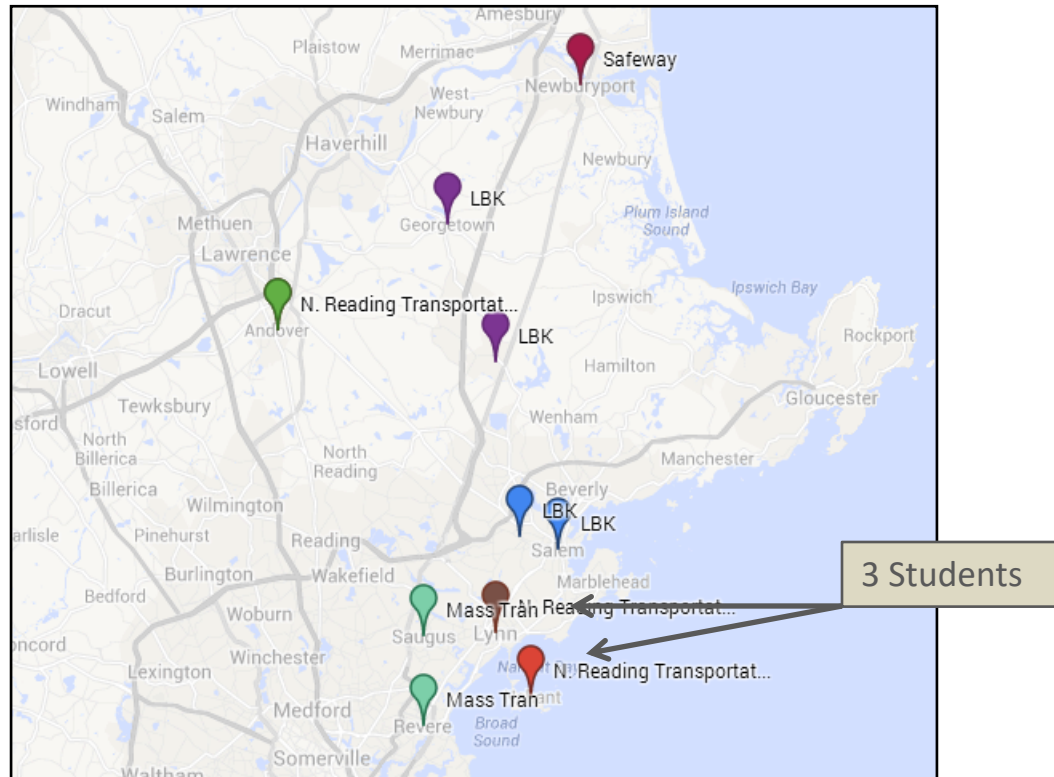 Amesbury
Plaistow
Merrimac
Safeway
Newburyport
West
Newbury
Windham
Salem
Haverhill
Newbury
LBK
Georgetown
Plum Island
Sound
Methuen
Lawrence
Ipswich Bay
Dracut
N. Reading Transportat...
Ipswich
Andover
LBK
Rockport
Lowell
Hamilton
Gloucester
Tewksbury
sford
Wenham
North
Billerica
North
Reading
Manchester
Billerica
Beverly
Wilmington
LBK
LBK
arlisle
Pinehurst
Reading
Salem
3 Students
Burlington
Wakefield
Marblehead
Bedford
Mass Tran
N. Reading Transportat...
Woburn
Saugus
Lynn
oncord
Winchester
Lexington
N. Reading Transportat...
Mass Tran
Medford
Revere
Broad
Sound
Somerville
Waltham